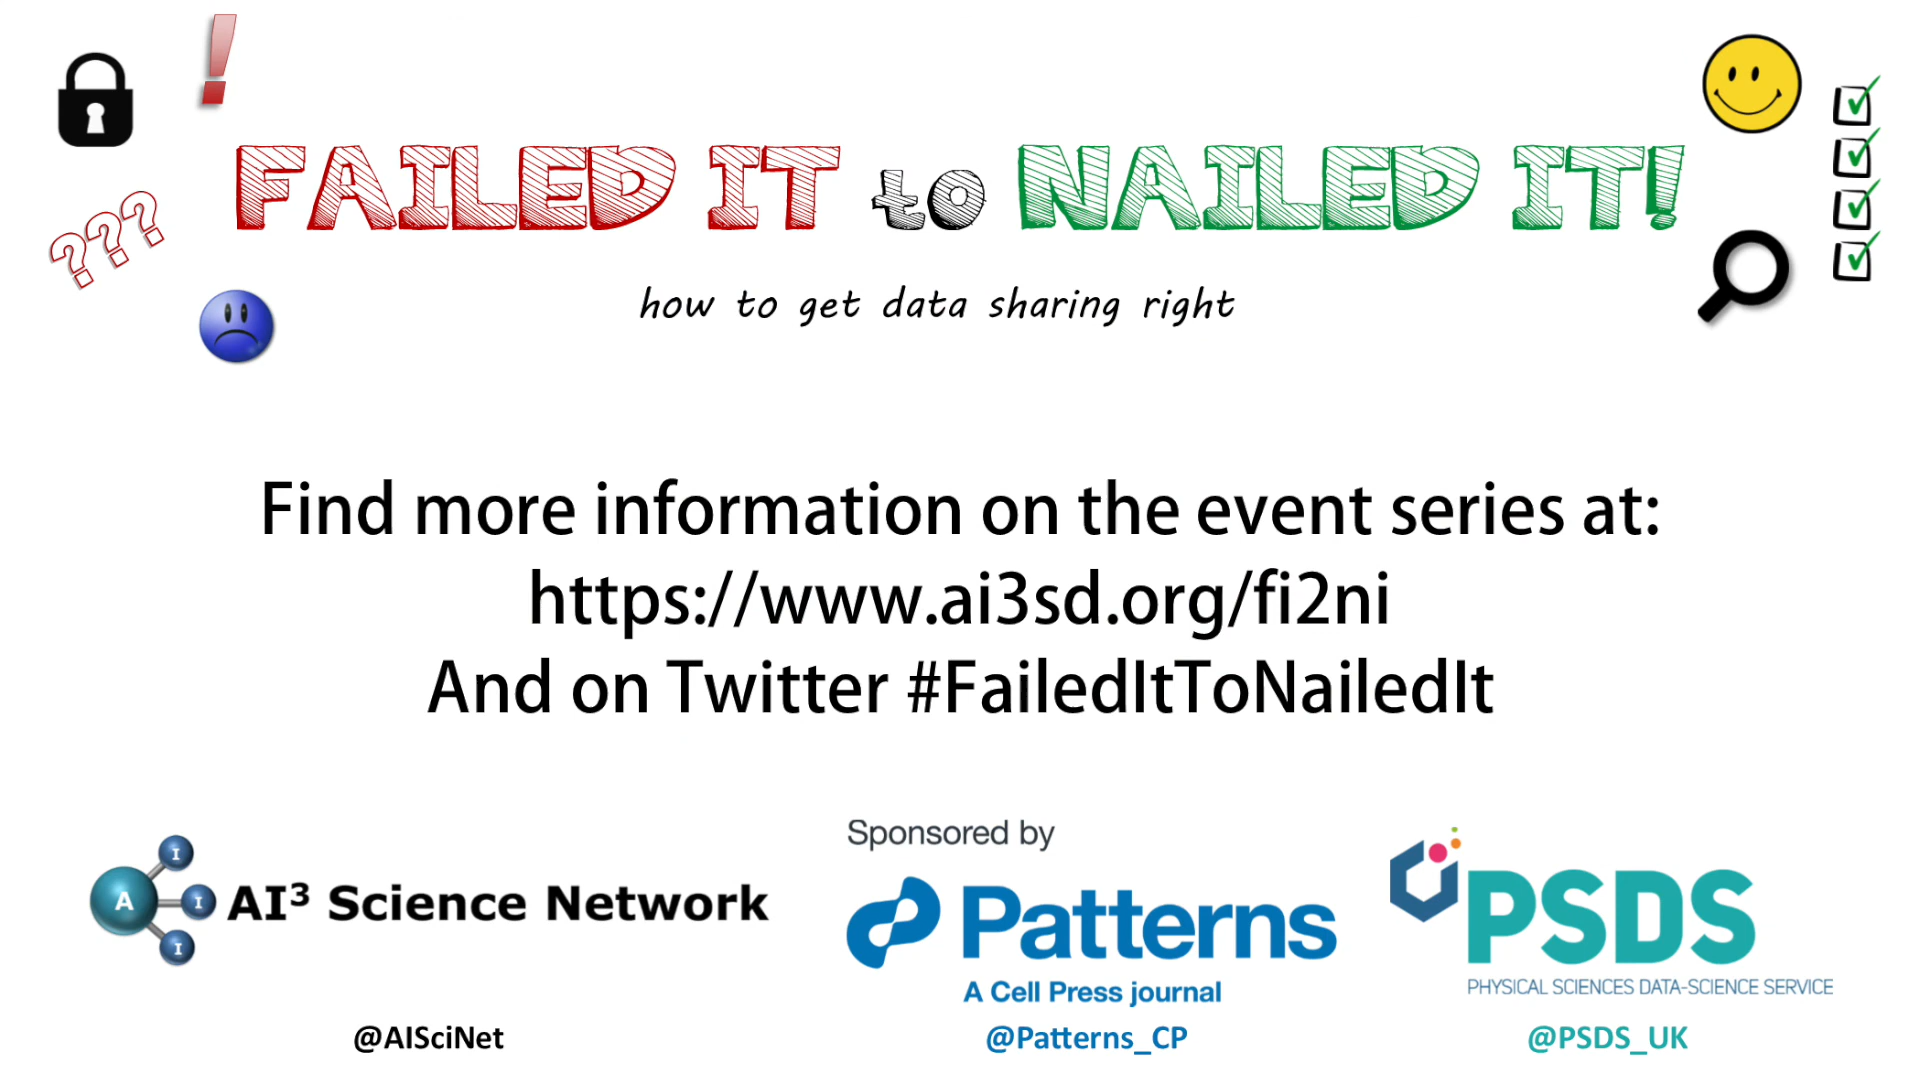 !
???
FAILED IT to NAILED IT!
how to get data sharing right
Find more information on the event series at:
https://www.ai3sd.org/fi2ni
And on Twitter #FailedItToNailedIt
A I I I
AI³ Science Network
@AISciNet
Sponsored by
Patterns
A Cell Press journal
@Patterns_CP
PSDS
PHYSICAL SCIENCES DATA-SCIENCE SERVICE
@PSDS_UK